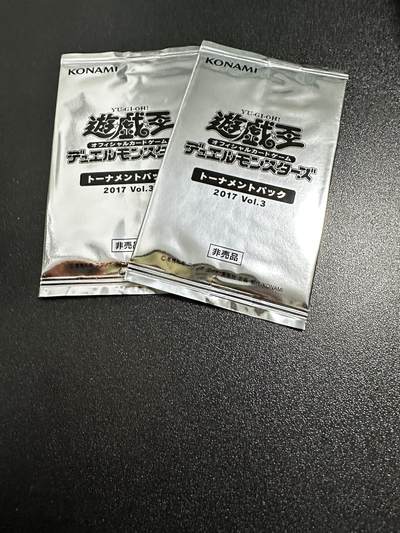 KONAMI
YU-GI-OH!
遊戯王
オフィシャルカードゲーム
デュエルモンスタ
トーナメントパック
2017 Vol.3
非売品
KONAMI
YU-GI-OH!
遊戯王
オフィシャルカードゲーム
デュエルモンスターズ
トーナメントパック
2017 Vol.3
非売品
KONAMI